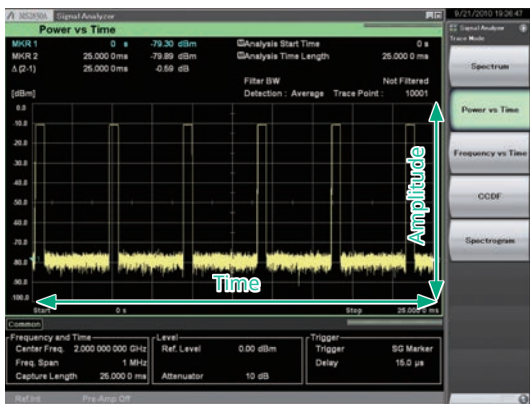 MS2690A Signal Analyzer 9/21/2010 19:36:47
Power vs Time
MKR 1 0 s -79.30 dBm Analysis Start Time 0 s
MKR 2 25.000 0ms -79.89 dBm Analysis Time Length 25.000 0 ms
Δ (2-1) 25.000 0ms -0.59 dB
Filter BW Not Filtered
[dBm] Detection : Average Trace Point : 10001
0.0
-10.0
-20.0
-30.0
-40.0
-50.0
-60.0
-70.0
-80.0
-90.0
-100.0
Amplitude
Time
Start 0 s Stop 25.000 0 ms
Common
Frequency and Time Level Trigger
Center Freq. 2.000 000 000 GHz Ref. Level 0.00 dBm Trigger SG Marker
Freq. Span 1 MHz Delay 15.0 µs
Capture Length 25.000 0 ms Attenuator 10 dB
Ref.Int Pre-Amp Off
Signal Analyzer
Trace Mode
Spectrum
Power vs Time
Frequency vs Time
CCDF
Spectrogram